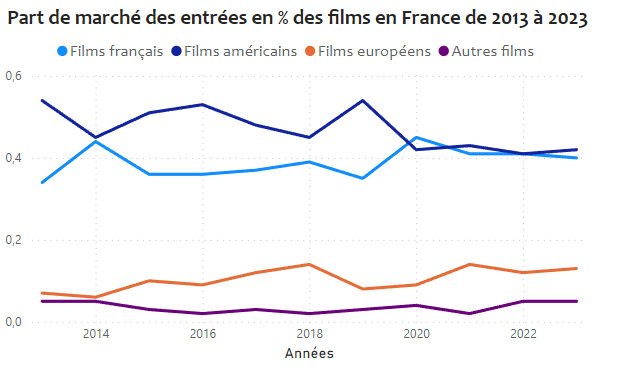 Part de marché des entrées en % des films en France de 2013 à 2023
Films français Films américains Films européens Autres films
0,6
0,4
0,2
0,0
2014 2016 2018 2020 2022
Années